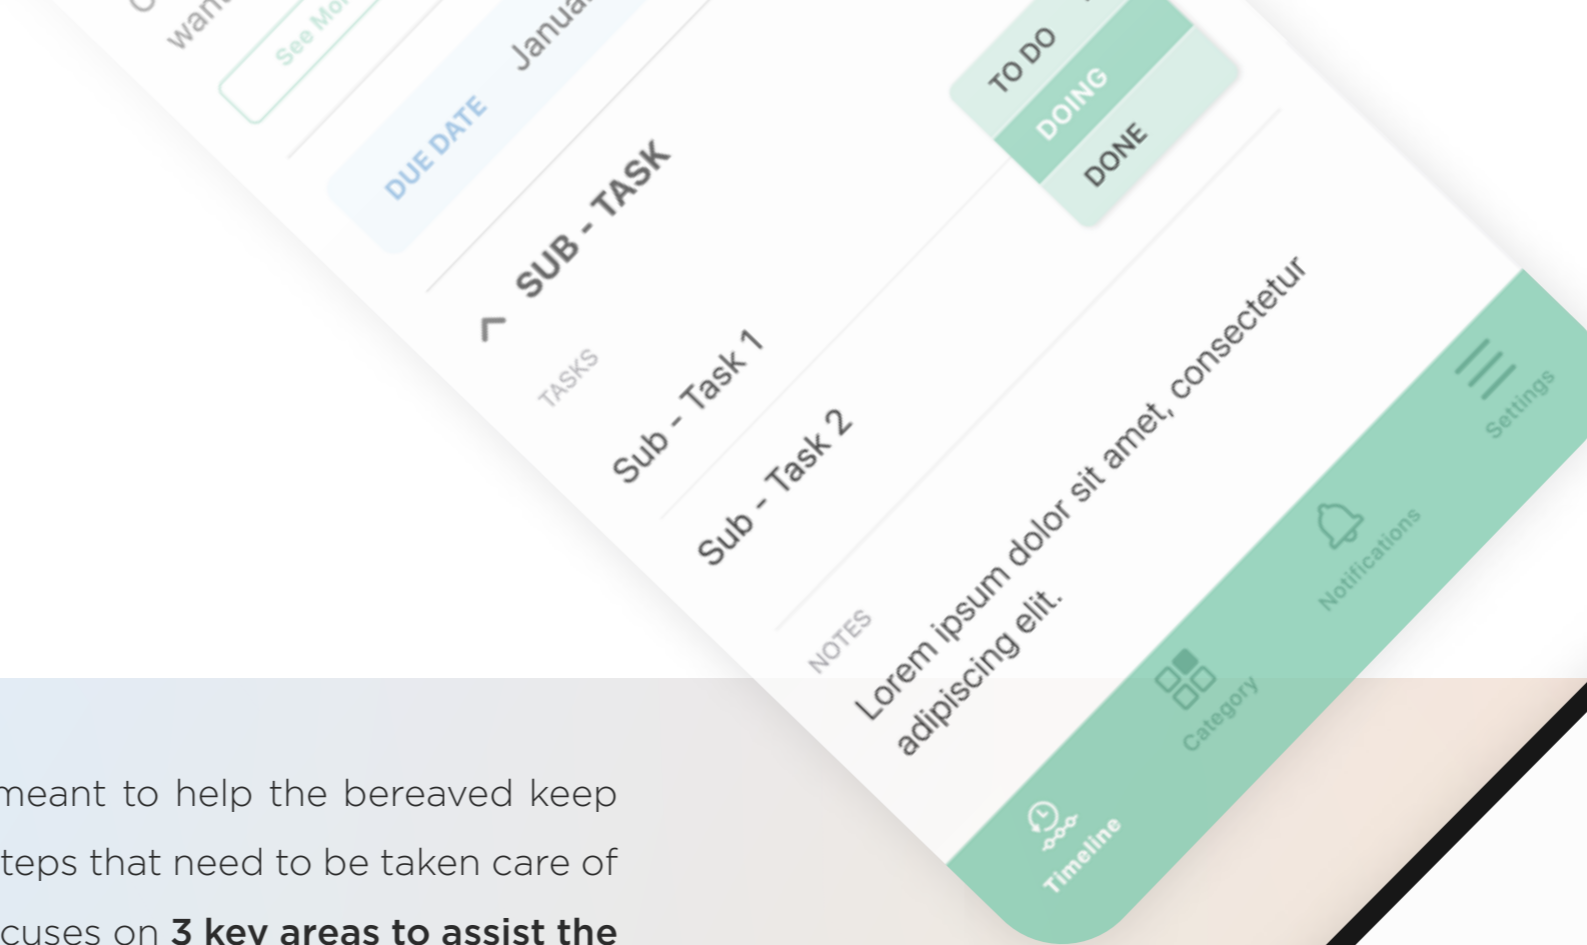 See
DUE DATE
SUB - TASK
TO DO
DOING
DONE
TASKS
Sub - Task 1
Sub - Task 2
NOTES
Lorem ipsum dolor sit amet, consectetur
adipiscing elit.
Timeline
Category
Notifications
Settings
meant to help the bereaved keep
that need to be taken care of
on 3 key areas to assist the